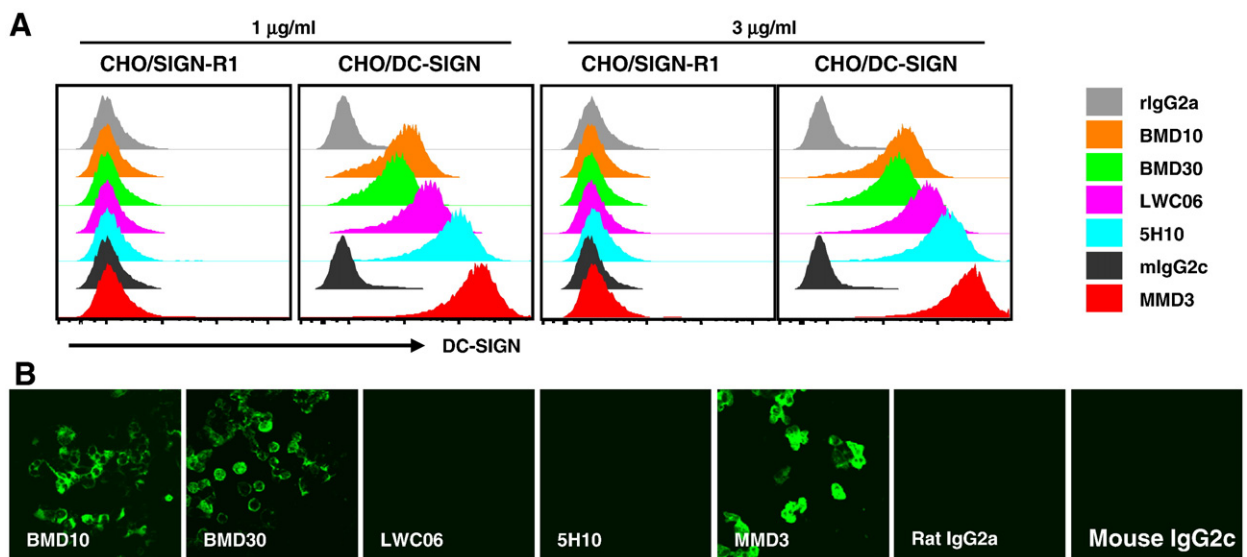 A
1 μg/ml
3 μg/ml
CHO/SIGN-R1
CHO/DC-SIGN
CHO/SIGN-R1
CHO/DC-SIGN
rIgG2a
BMD10
BMD30
LWC06
5H10
mIgG2c
MMD3
DC-SIGN
B
BMD10
BMD30
LWC06
5H10
MMD3
Rat IgG2a
Mouse IgG2c